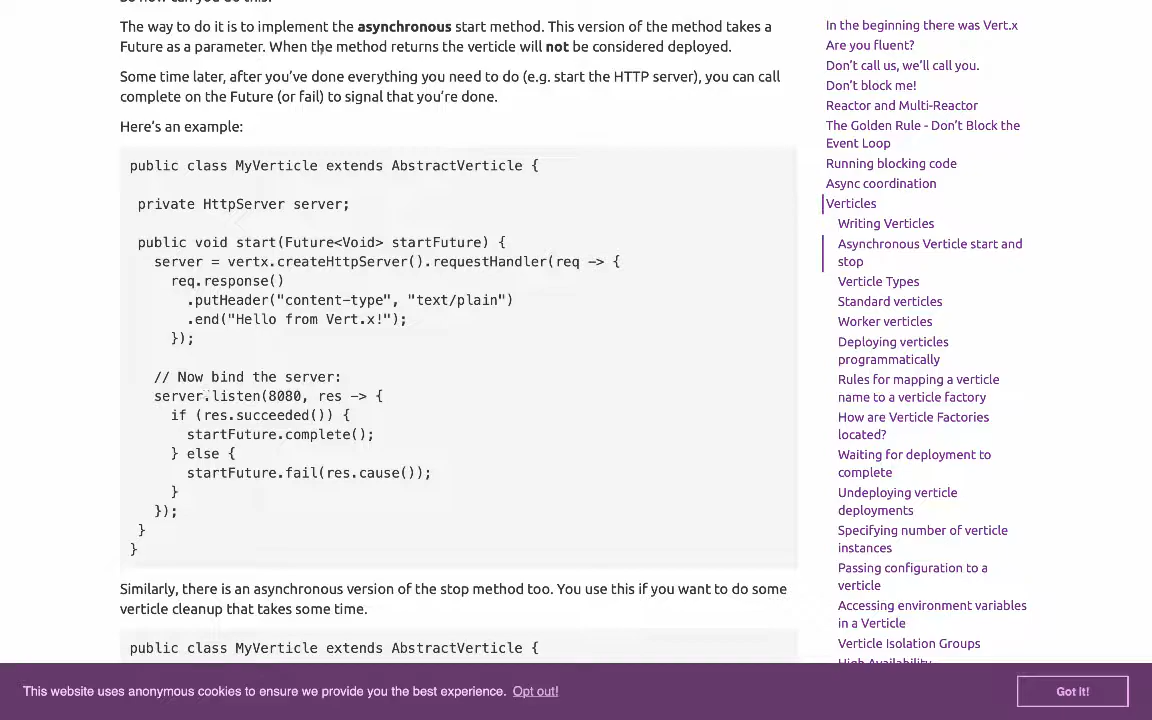 So now can you do this.
The way to do it is to implement the asynchronous start method. This version of the method takes a
Future as a parameter. When the method returns the verticle will not be considered deployed.
Some time later, after you've done everything you need to do (e.g. start the HTTP server), you can call
complete on the Future (or fail) to signal that you're done.
Here's an example:
public class MyVerticle extends AbstractVerticle {
private HttpServer server;
public void start(Future<Void> startFuture) {
server = vertx.createHttpServer().requestHandler(req -> {
req.response()
.putHeader("content-type", "text/plain")
.end("Hello from Vert.x!");
});
// Now bind the server:
server.listen(8080, res -> {
if (res.succeeded()) {
startFuture.complete();
} else {
startFuture.fail(res.cause());
}
});
}
}
Similarly, there is an asynchronous version of the stop method too. You use this if you want to do some
verticle cleanup that takes some time.
public class MyVerticle extends AbstractVerticle {
In the beginning there was Vert.x
Are you fluent?
Don't call us, we'll call you.
Don't block me!
Reactor and Multi-Reactor
The Golden Rule - Don't Block the
Event Loop
Running blocking code
Async coordination
Verticles
Writing Verticles
Asynchronous Verticle start and
stop
Verticle Types
Standard verticles
Worker verticles
Deploying verticles
programmatically
Rules for mapping a verticle
name to a verticle factory
How are Verticle Factories
located?
Waiting for deployment to
complete
Undeploying verticle
deployments
Specifying number of verticle
instances
Passing configuration to a
verticle
Accessing environment variables
in a Verticle
Verticle Isolation Groups
High Availability
This website uses anonymous cookies to ensure we provide you the best experience. Opt out!
Got it!